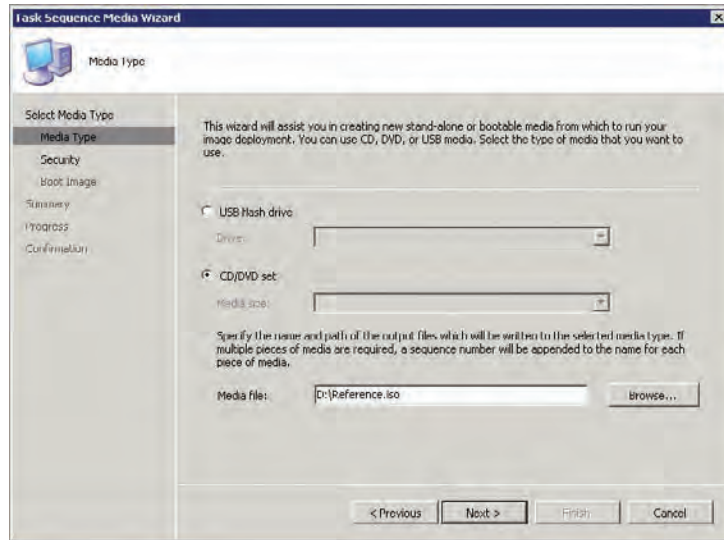 Task Sequence Media Wizard
Media Type
Select Media Type
Media Type
Security
Boot Image
Summary
Progress
Confirmation
This wizard will assist you in creating new stand-alone or bootable media from which to run your
image deployment. You can use CD, DVD, or USB media. Select the type of media that you want to
use.
USB flash drive
Drive:
CD/DVD set
Media size:
Specify the name and path of the output files which will be written to the selected media type. If
multiple pieces of media are required, a sequence number will be appended to the name for each
piece of media.
Media file:
D:\Reference.iso
Browse...
< Previous
Next >
Finish
Cancel